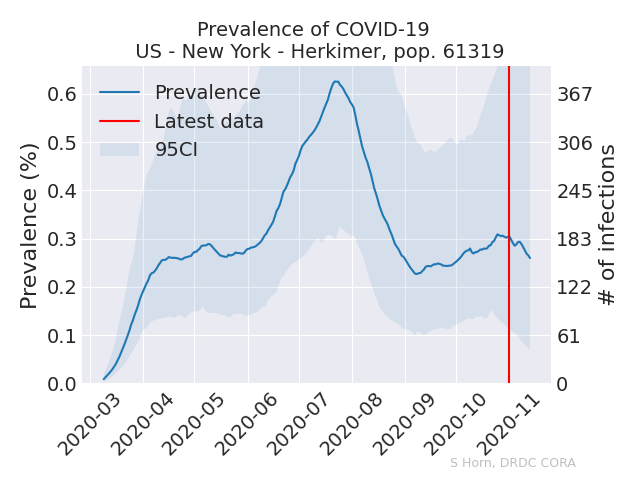 Prevalence of COVID-19
US - New York - Herkimer, pop. 61319
Prevalence
Latest data
95CI
Prevalence (%)
0.6
0.5
0.4
0.3
0.2
0.1
0.0
367
306
245
183
122
61
0
# of infections
2020-03
2020-04
2020-05
2020-06
2020-07
2020-08
2020-09
2020-10
2020-11
S Horn, DRDC CORA